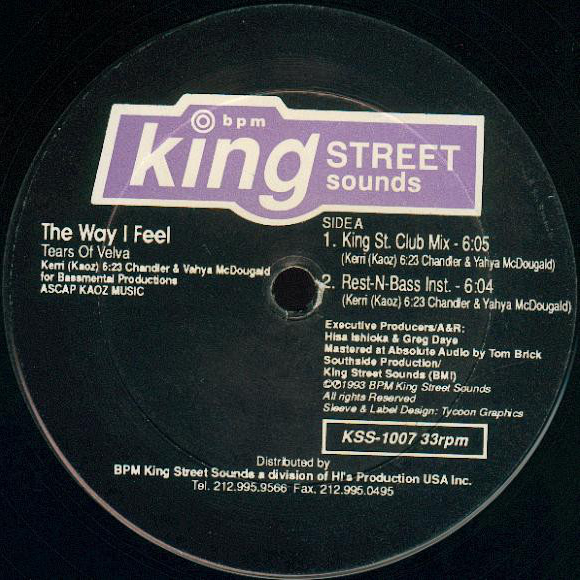 bpm
king STREET
sounds
The Way I Feel
Tears Of Velva
Kerri (Kaoz) 6:23 Chandler & Vahya McDougald
for Bassmental Productions
ASCAP KAOZ MUSIC
SIDE A
1. King St. Club Mix - 6:05
(Kerri (Kaoz) 6:23 Chandler & Yahya McDougald)
2. Rest-N-Bass Inst. - 6:04
(Kerri (Kaoz) 6:23 Chandler & Yahya McDougald)
Executive Producers/A&R:
Hisa Ishioka & Greg Daye
Mastered at Absolute Audio by Tom Brick
Southside Production/
King Street Sounds (BMI)
©℗1993 BPM King Street Sounds
All rights Reserved
Sleeve & Label Design: Tycoon Graphics
KSS-1007 33rpm
Distributed by
BPM King Street Sounds a division of HI's Production USA Inc.
Tel. 212.995.9566 Fax. 212.995.0495